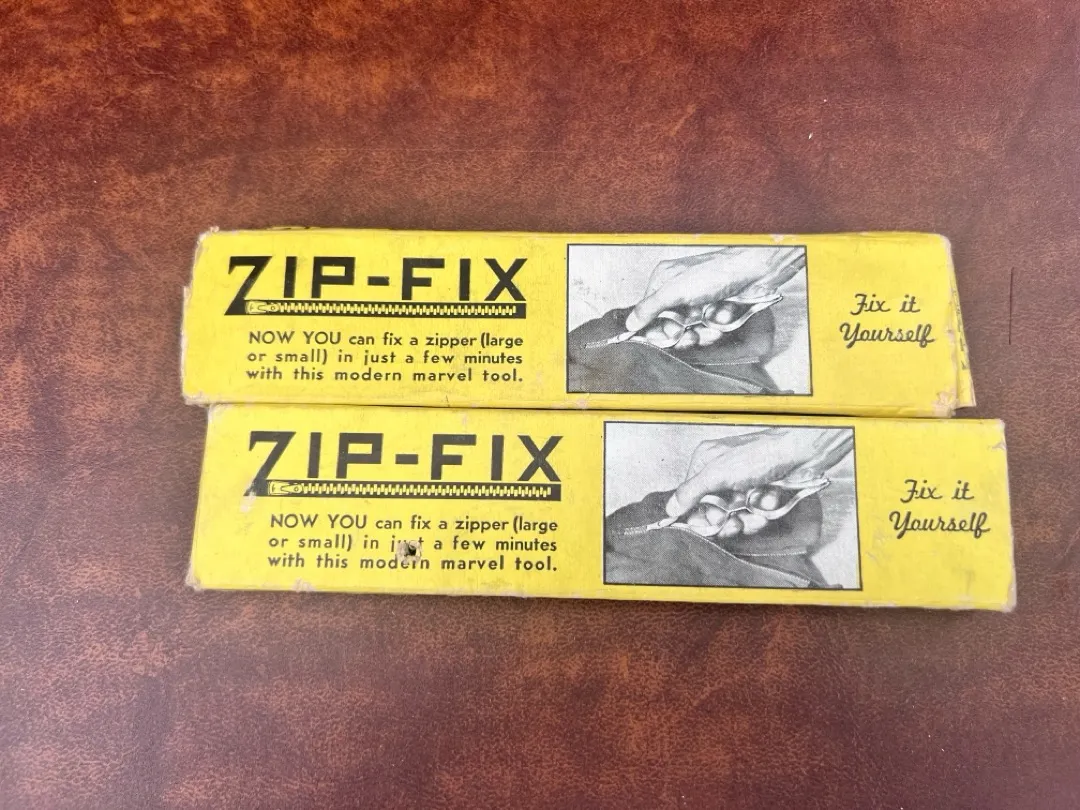 ZIP-FIX
NOW YOU can fix a zipper (large
or small) in just a few minutes
with this modern marvel tool.
Fix it
Yourself
ZIP-FIX
NOW YOU can fix a zipper (large
or small) in just a few minutes
with this modern marvel tool.
Fix it
Yourself